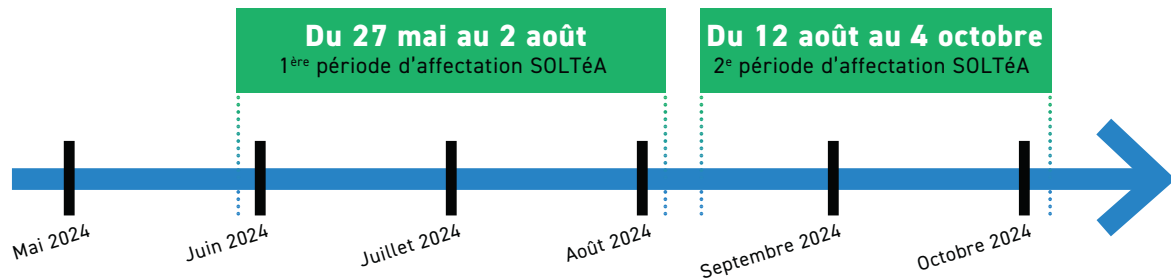 Du 27 mai au 2 août
1ère période d'affectation SOLTéA
Du 12 août au 4 octobre
2e période d'affectation SOLTéA
Mai 2024
Juin 2024
Juillet 2024
Août 2024
Septembre 2024
Octobre 2024